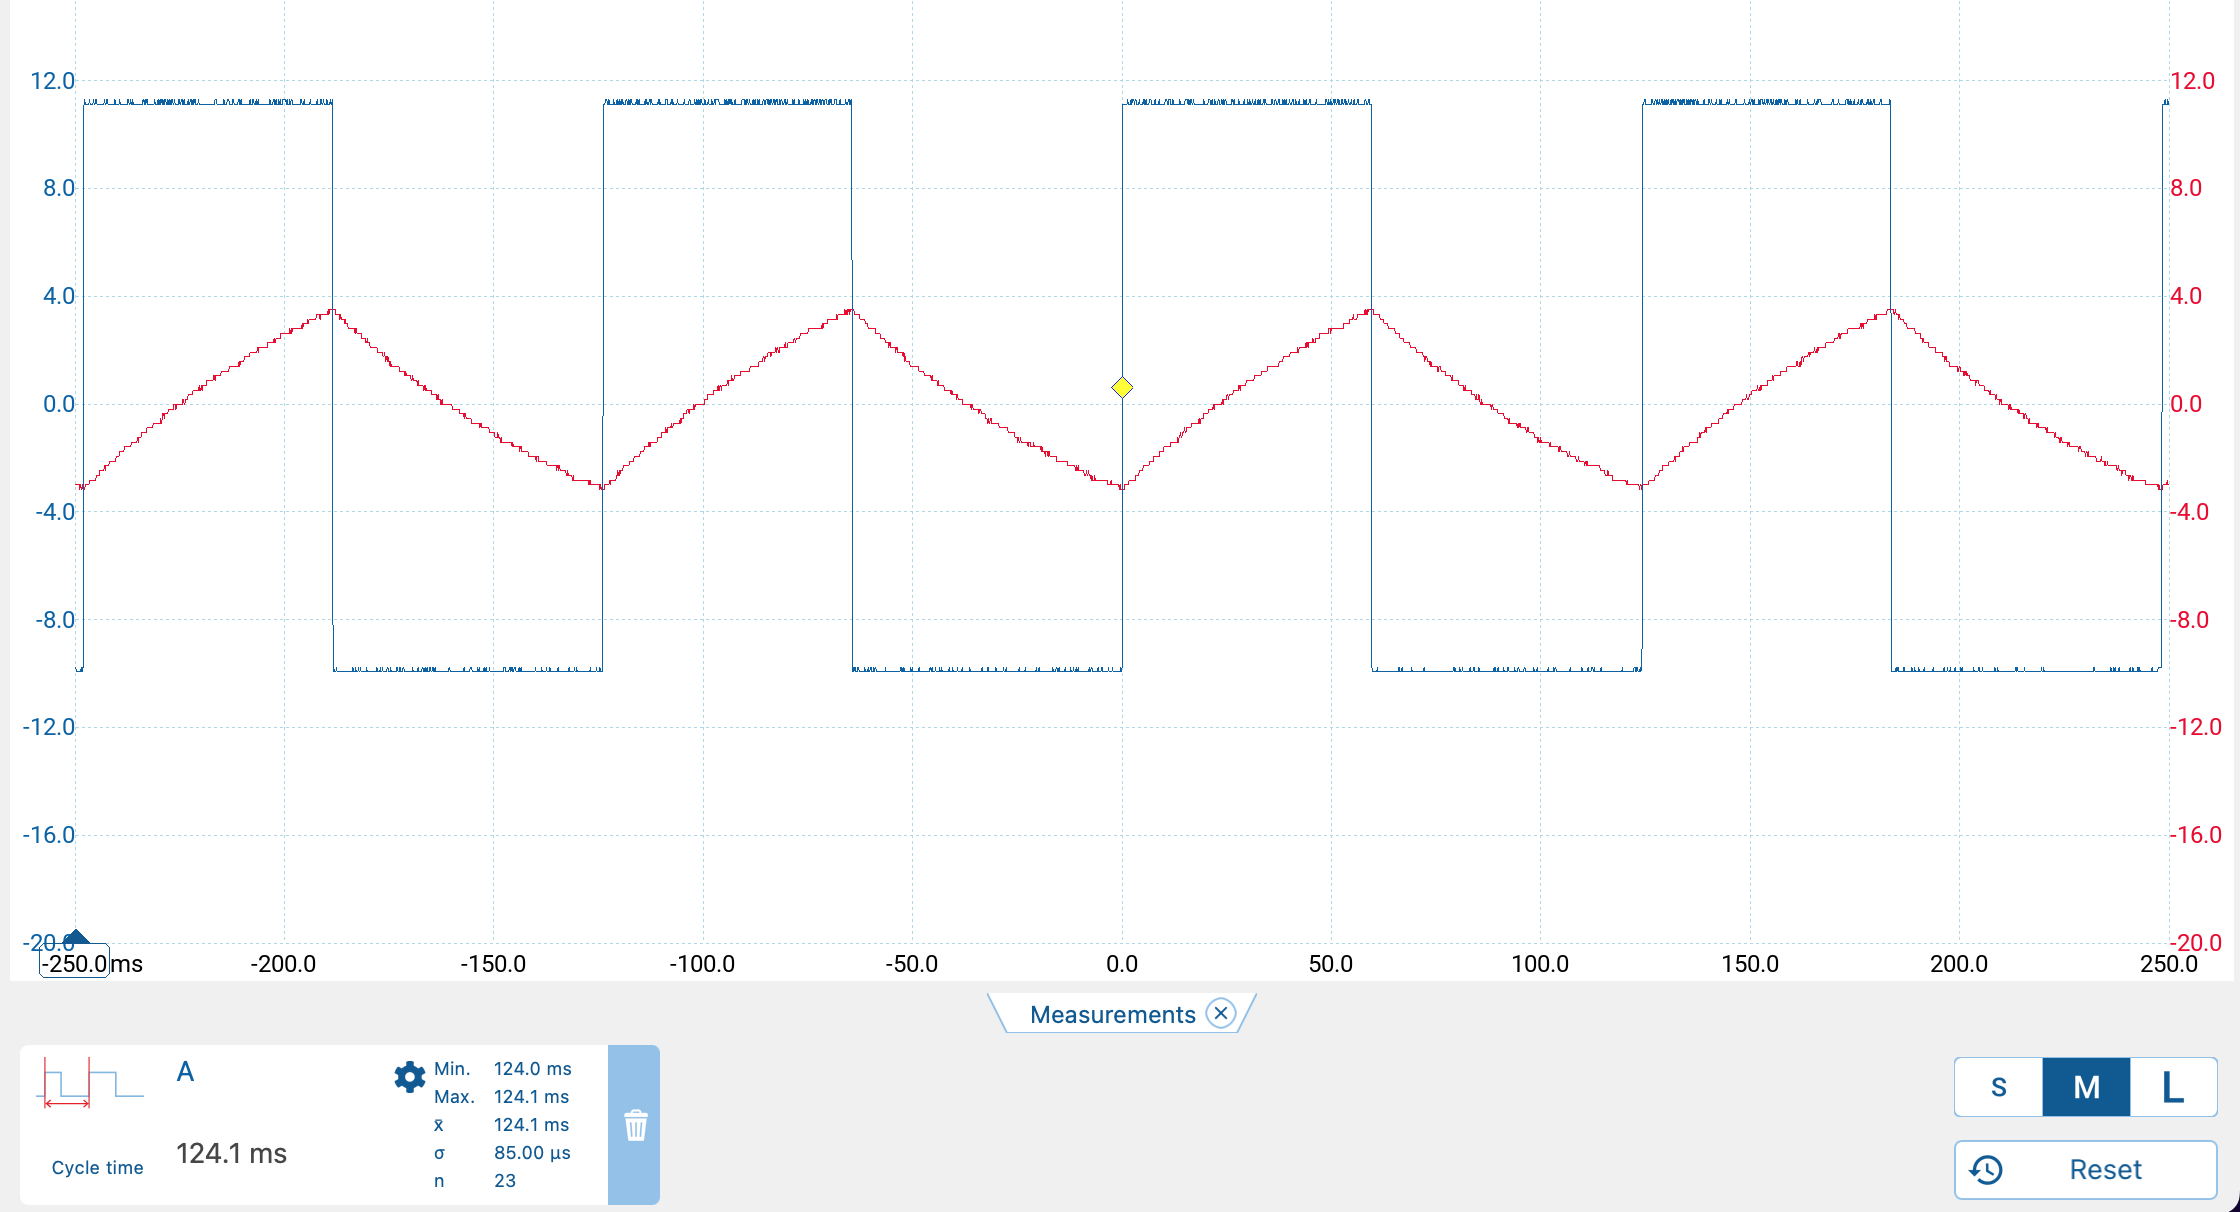 12.0 12.0
8.0 8.0
4.0 4.0
0.0 0.0
-4.0 -4.0
-8.0 -8.0
-12.0 -12.0
-16.0 -16.0
-20.0 -20.0
-250.0 ms -200.0 -150.0 -100.0 -50.0 0.0 50.0 100.0 150.0 200.0 250.0
Measurements
A
Cycle time
124.1 ms
Min. 124.0 ms
Max. 124.1 ms
x̄ 124.1 ms
σ 85.00 µs
n 23
S M L
Reset